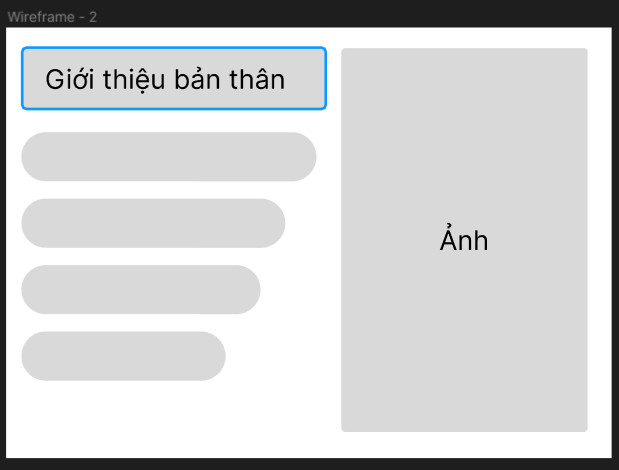 Wireframe - 2
Giới thiệu bản thân
Ảnh